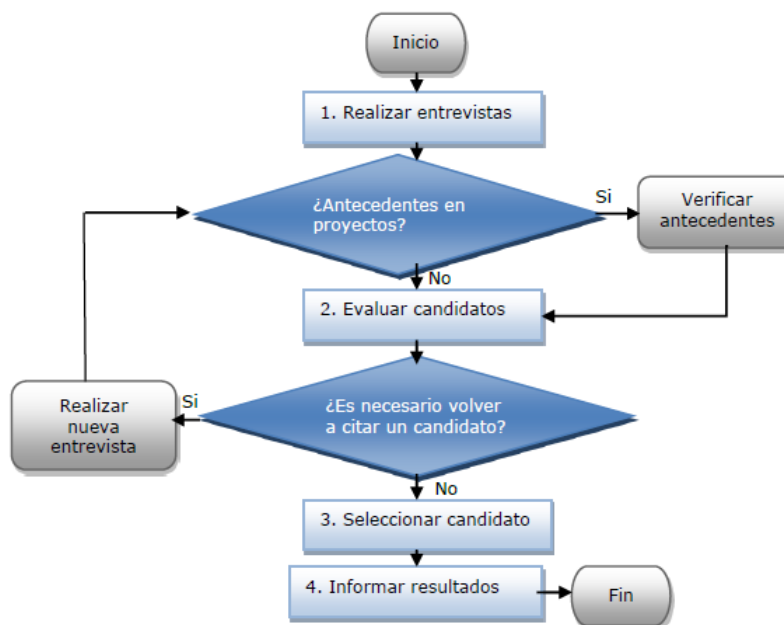 Inicio
1. Realizar entrevistas
¿Antecedentes en
proyectos?
Si
Verificar
antecedentes
No
2. Evaluar candidatos
¿Es necesario volver
a citar un candidato?
Si
Realizar
nueva
entrevista
No
3. Seleccionar candidato
4. Informar resultados
Fin